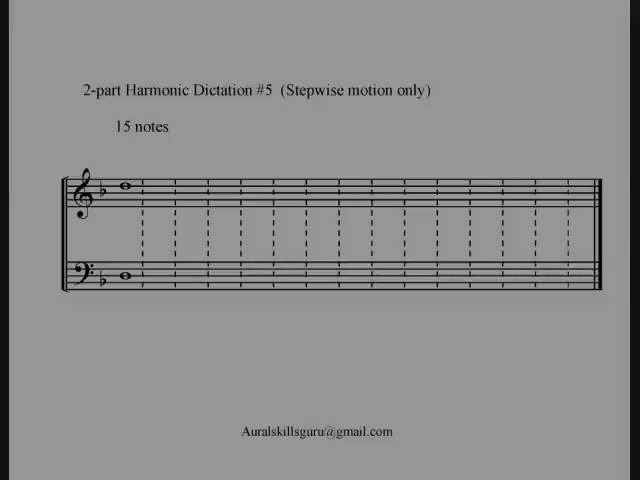 2-part Harmonic Dictation #5 (Stepwise motion only)
15 notes
Auralskillsguru@gmail.com